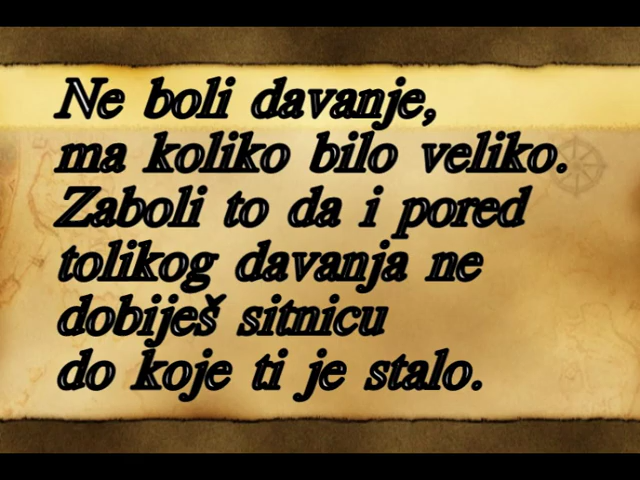 Ne boli davanje,
ma koliko bilo veliko.
Zaboli to da i pored
tolikog davanja ne
dobiješ sitnicu
do koje ti je stalo.